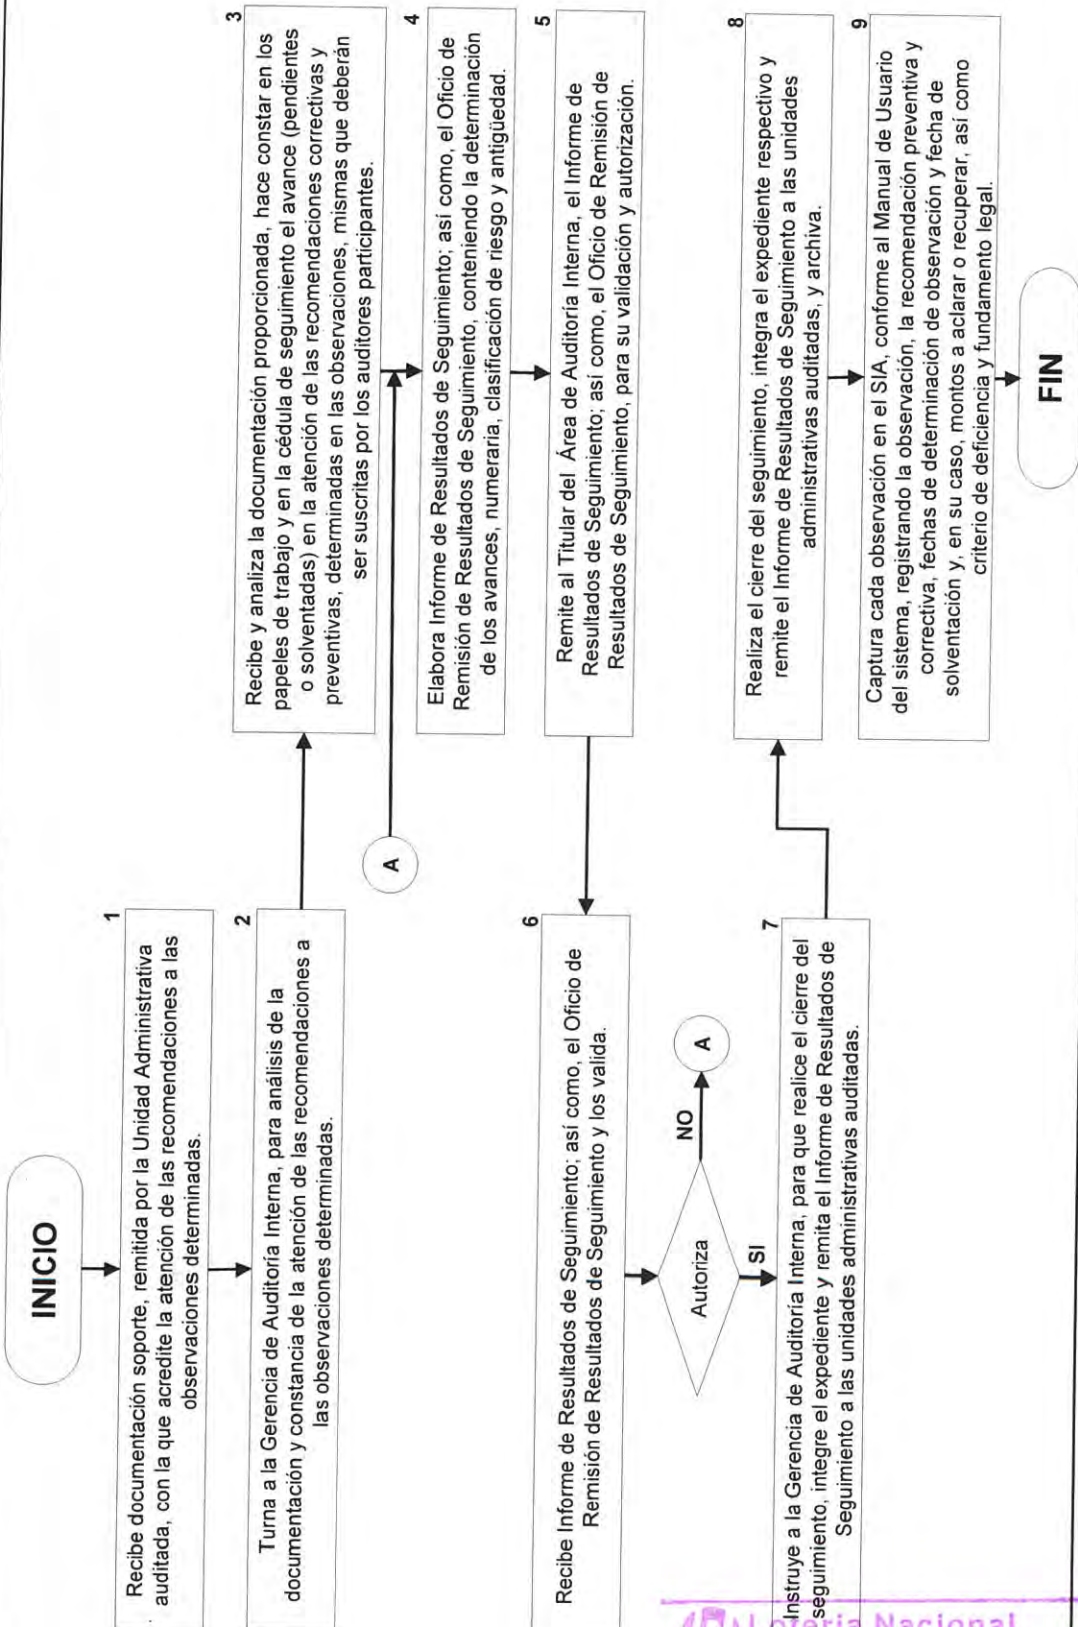 INICIO
1
Recibe documentación soporte, remitida por la Unidad Administrativa
auditada, con la que acredite la atención de las recomendaciones a las
observaciones determinadas.
2
Turna a la Gerencia de Auditoría Interna, para análisis de la
documentación y constancia de la atención de las recomendaciones a
las observaciones determinadas.
3
Recibe y analiza la documentación proporcionada, hace constar en los
papeles de trabajo y en la cédula de seguimiento el avance (pendientes
o solventadas) en la atención de las recomendaciones correctivas y
preventivas, determinadas en las observaciones, mismas que deberán
ser suscritas por los auditores participantes.
A
4
Elabora Informe de Resultados de Seguimiento; así como, el Oficio de
Remisión de Resultados de Seguimiento, conteniendo la determinación
de los avances, numeraria, clasificación de riesgo y antigüedad.
5
Remite al Titular del Área de Auditoría Interna, el Informe de
Resultados de Seguimiento; así como, el Oficio de Remisión de
Resultados de Seguimiento, para su validación y autorización.
6
Recibe Informe de Resultados de Seguimiento; así como, el Oficio de
Remisión de Resultados de Seguimiento y los valida.
Autoriza
NO
A
SI
7
Instruye a la Gerencia de Auditoría Interna, para que realice el cierre del
seguimiento, integre el expediente y remita el Informe de Resultados de
Seguimiento a las unidades administrativas auditadas.
8
Realiza el cierre del seguimiento, integra el expediente respectivo y
remite el Informe de Resultados de Seguimiento a las unidades
administrativas auditadas, y archiva.
9
Captura cada observación en el SIA, conforme al Manual de Usuario
del sistema, registrando la observación, la recomendación preventiva y
correctiva, fechas de determinación de observación y fecha de
solventación y, en su caso, montos a aclarar o recuperar, así como
criterio de deficiencia y fundamento legal.
FIN
Lotería Nacional